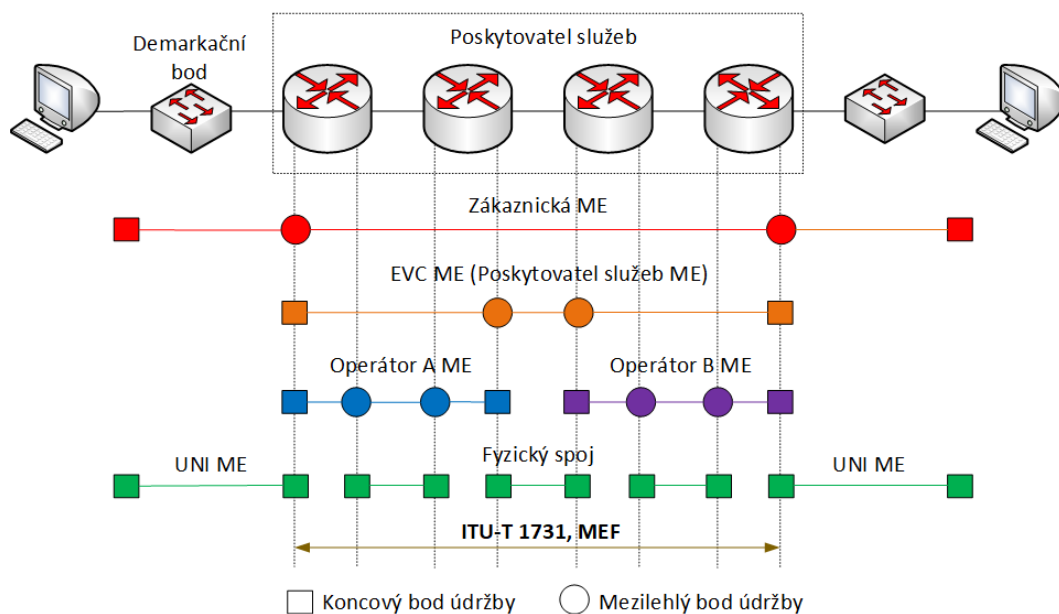 Demarkační
bod
Poskytovatel služeb
Zákaznická ME
EVC ME (Poskytovatel služeb ME)
Operátor A ME
Operátor B ME
UNI ME
Fyzický spoj
UNI ME
ITU-T 1731, MEF
Koncový bod údržby
Mezilehlý bod údržby